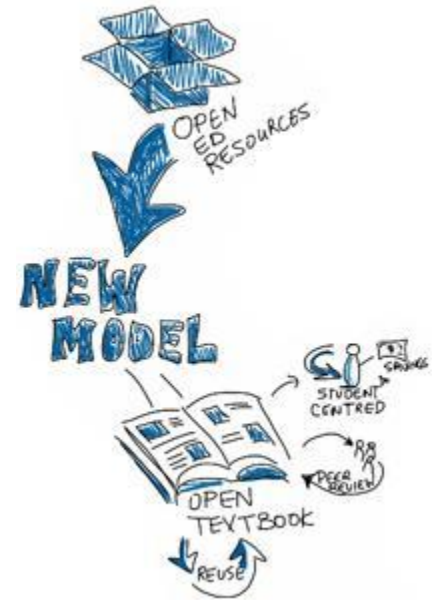 OPEN
ED
RESOURCES
NEW
MODEL
SAVINGS
STUDENT
CENTRED
PEER
REVIEW
OPEN
TEXTBOOK
REUSE